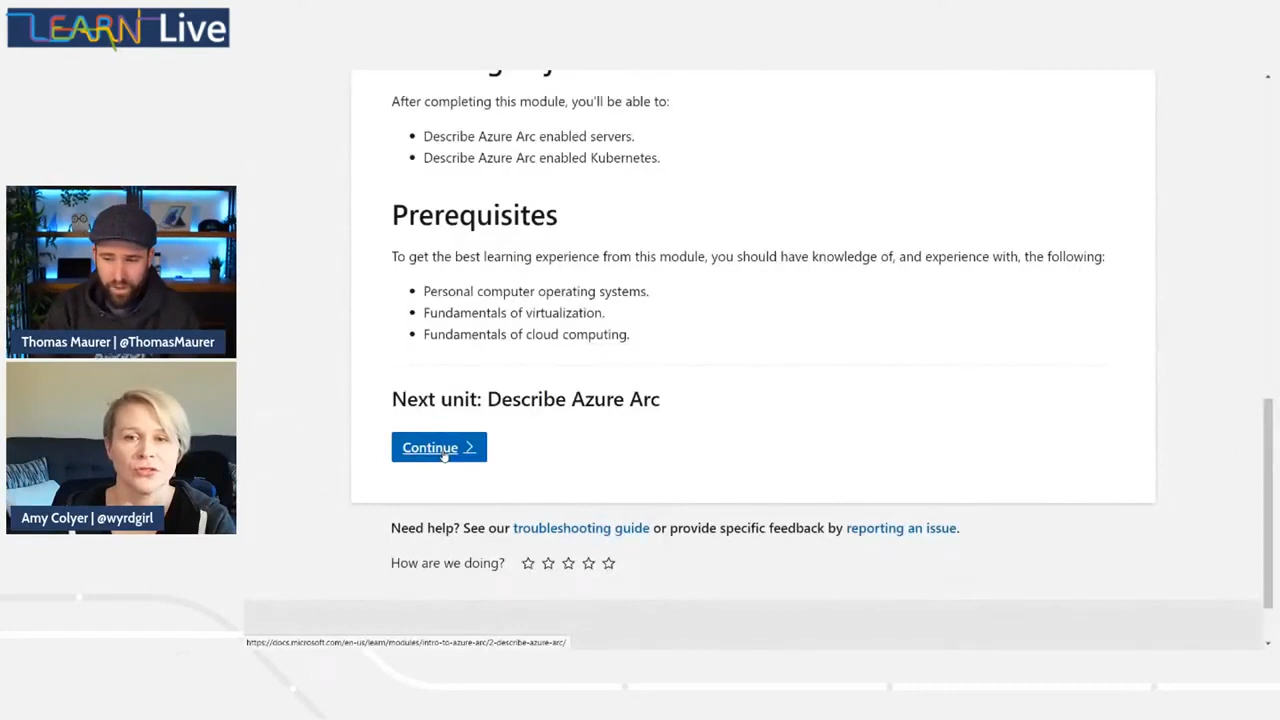 LEARN Live
After completing this module, you'll be able to:
• Describe Azure Arc enabled servers.
• Describe Azure Arc enabled Kubernetes.
Prerequisites
To get the best learning experience from this module, you should have knowledge of, and experience with, the following:
• Personal computer operating systems.
• Fundamentals of virtualization.
• Fundamentals of cloud computing.
Thomas Maurer | @ThomasMaurer
Next unit: Describe Azure Arc
Continue
Amy Colyer | @wyrdgirl
Need help? See our troubleshooting guide or provide specific feedback by reporting an issue.
How are we doing?
https://docs.microsoft.com/en-us/learn/modules/intro-to-azure-arc/2-describe-azure-arc/